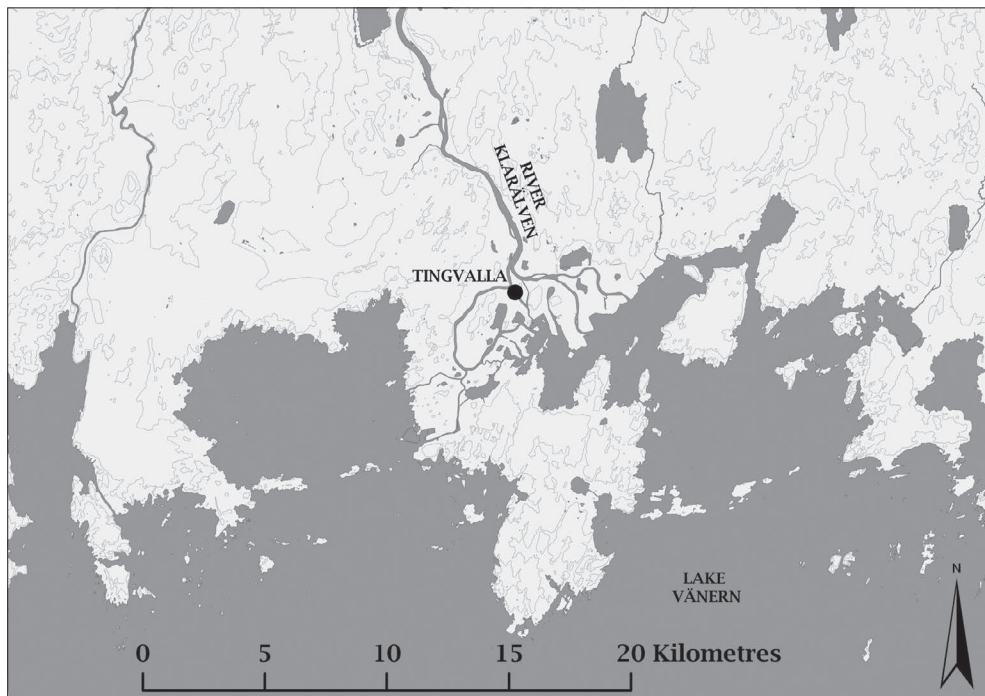 RIVER
KLARÄLVEN
TINGVALLA
LAKE
VÄNERN
N
0 5 10 15 20 Kilometres